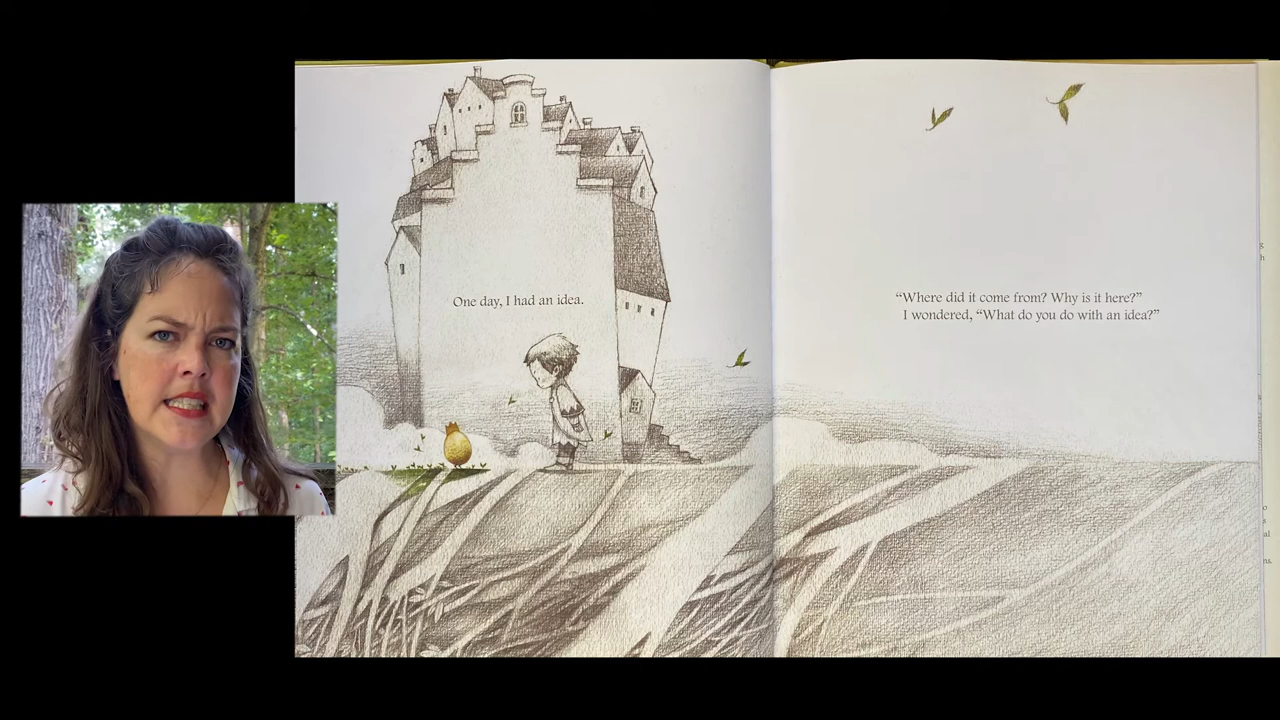 One day, I had an idea.
“Where did it come from? Why is it here?”
I wondered, “What do you do with an idea?”